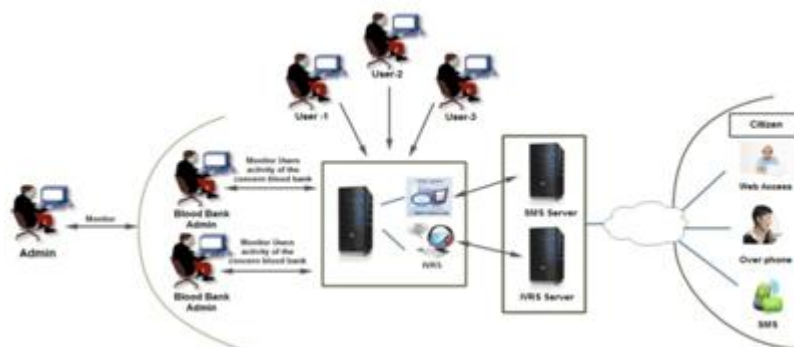 User-2
User -1
User-3
Citizen
Web Access
Monitor Users
activity of the
concern blood bank
Blood Bank
Admin
SMS Server
Monitor
Admin
Over phone
Monitor Users
activity of the
concern blood bank
IVRS
Blood Bank
Admin
IVRS Server
SMS